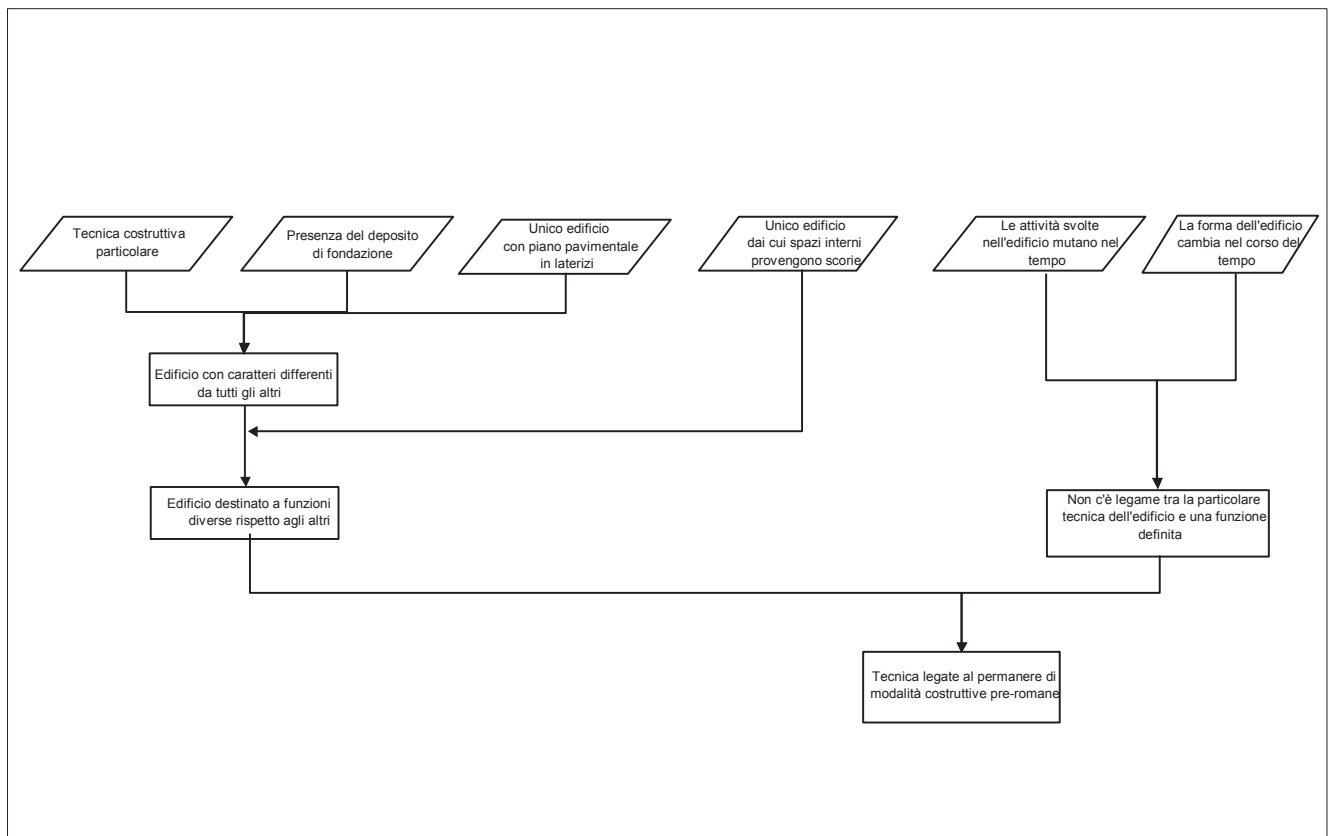 Tecnica costruttiva
particolare
Presenza del deposito
di fondazione
Unico edificio
con piano pavimentale
in laterizi
Unico edificio
dai cui spazi interni
provengono scorie
Le attività svolte
nell'edificio mutano nel
tempo
La forma dell'edificio
cambia nel corso del
tempo
Edificio con caratteri differenti
da tutti gli altri
Edificio destinato a funzioni
diverse rispetto agli altri
Non c'è legame tra la particolare
tecnica dell'edificio e una funzione
definita
Tecnica legate al permanere di
modalità costruttive pre-romane